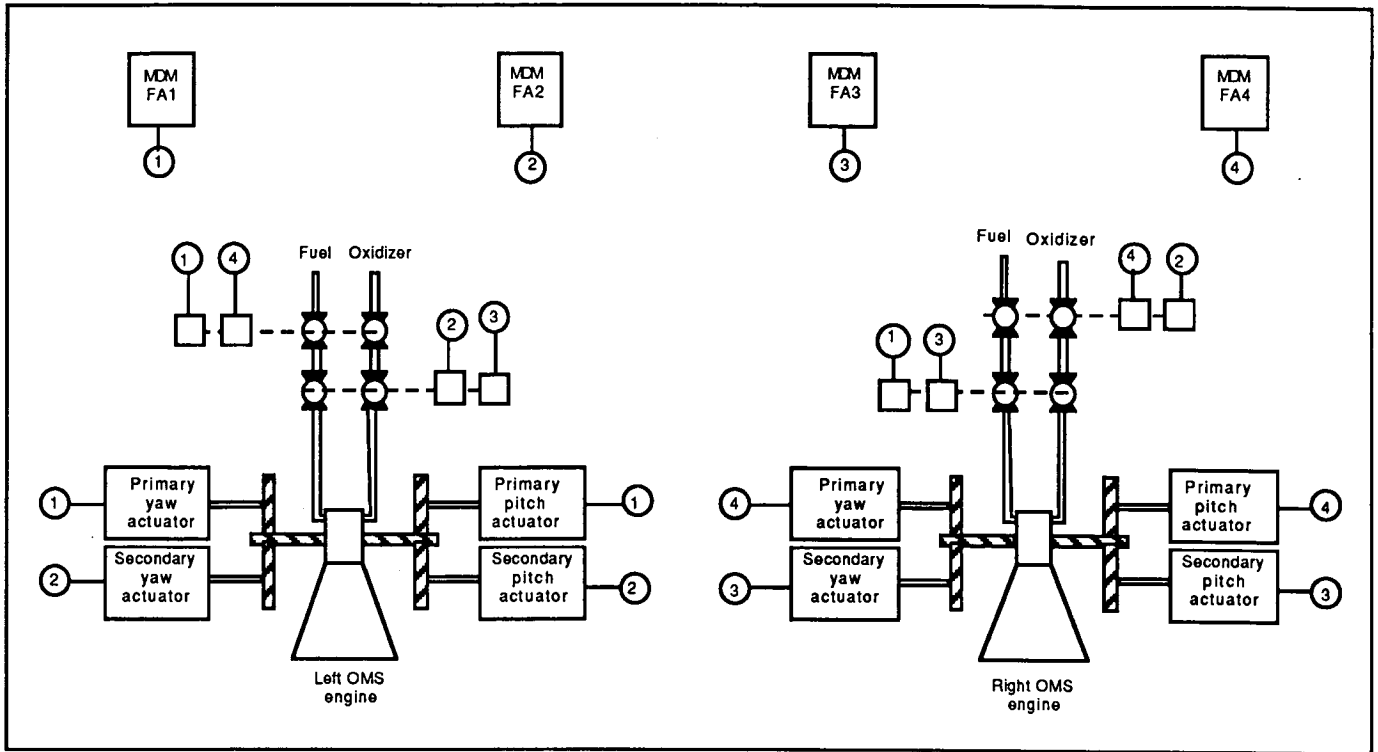 MDM
FA1
1
MDM
FA2
2
MDM
FA3
3
MDM
FA4
4
1
4
Fuel
Oxidizer
2
3
Primary
yaw
actuator
1
Secondary
yaw
actuator
2
Primary
pitch
actuator
1
Secondary
pitch
actuator
2
Left OMS
engine
Fuel
Oxidizer
4
2
1
3
Primary
yaw
actuator
4
Secondary
yaw
actuator
3
Primary
pitch
actuator
4
Secondary
pitch
actuator
3
Right OMS
engine